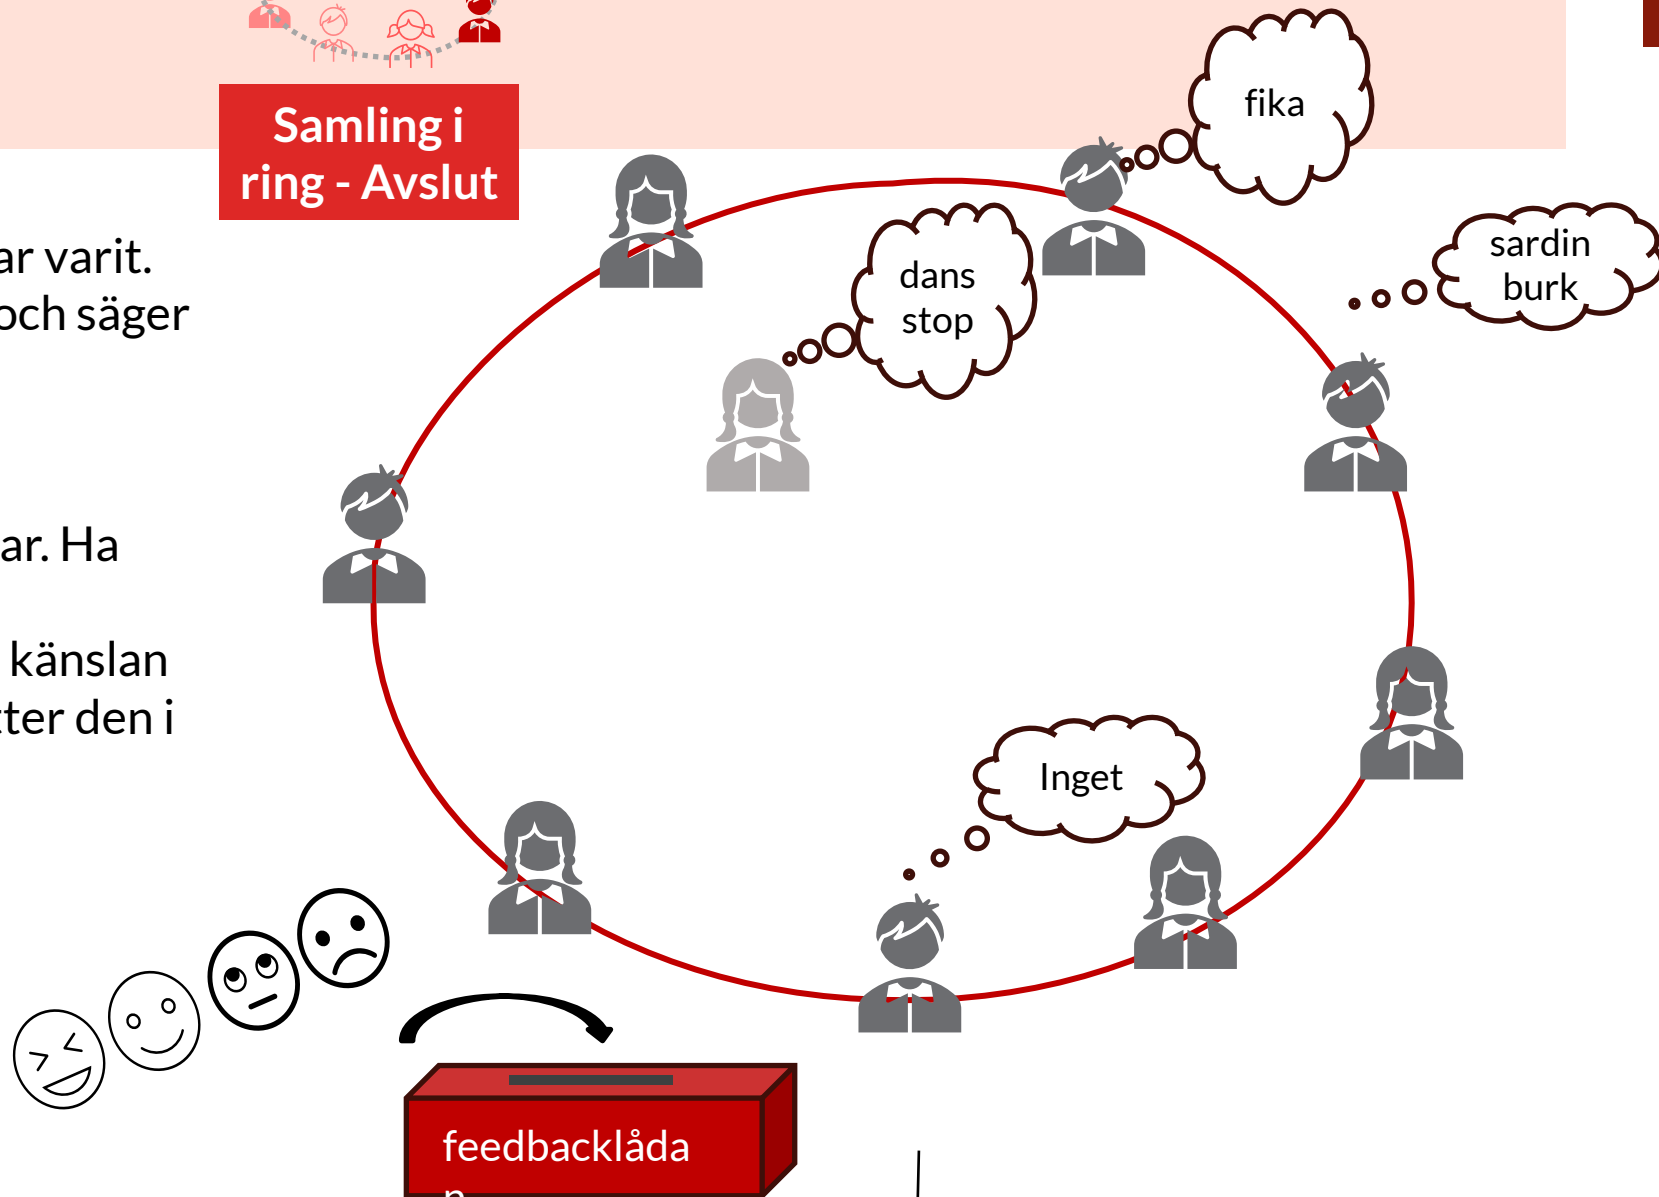 Samling i
ring - Avslut
fika
sardin
burk
dans
stop
ar varit.
och säger
ar. Ha
känslan
tter den i
Inget
feedbacklåda
n